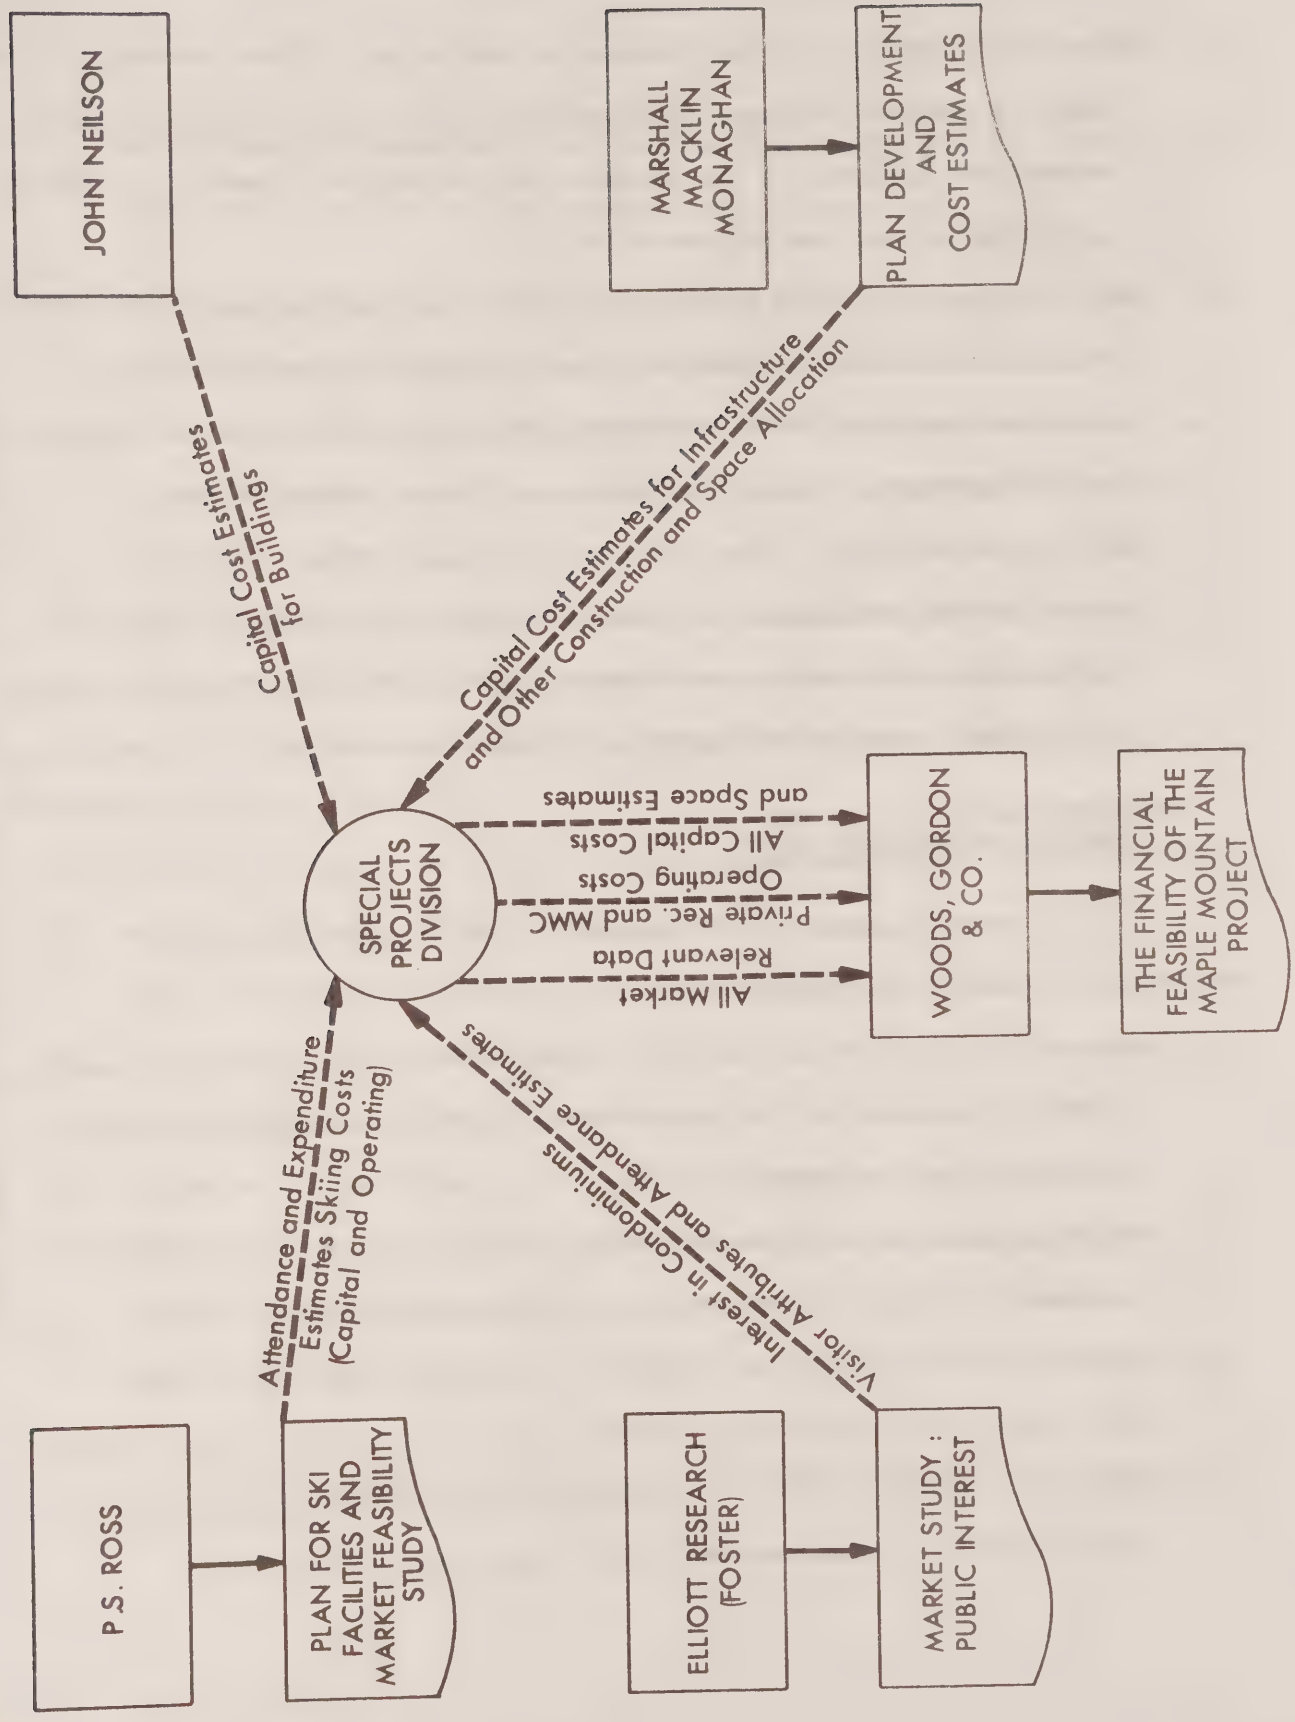 P.S. ROSS
PLAN FOR SKI
FACILITIES AND
MARKET FEASIBILITY
STUDY
Attendance and Expenditure
Estimates Skiing Costs
(Capital and Operating)
JOHN NEILSON
Capital Cost Estimates
for Buildings
SPECIAL
PROJECTS
DIVISION
ELLIOTT RESEARCH
(FOSTER)
MARKET STUDY :
PUBLIC INTEREST
Interest in Condominiums
Visitor Attributes and Attendance Estimates
MARSHALL
MACKLIN
MONAGHAN
PLAN DEVELOPMENT
AND
COST ESTIMATES
Capital Cost Estimates for Infrastructure
and Other Construction and Space Allocation
All Market
Relevant Data
Private Rec. and MMC
Operating Costs
All Capital Costs
and Space Estimates
WOODS, GORDON
& CO.
THE FINANCIAL
FEASIBILITY OF THE
MAPLE MOUNTAIN
PROJECT